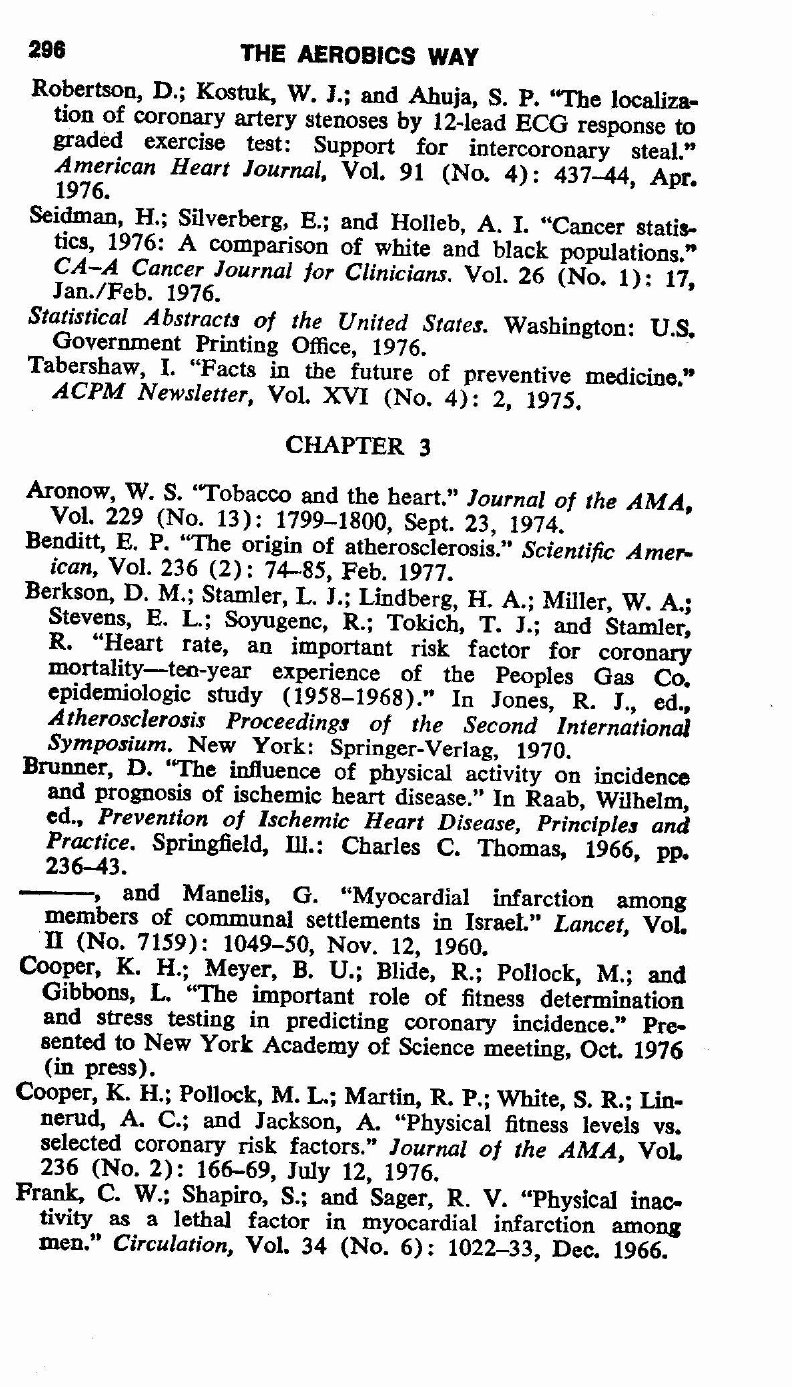 296 THE AEROBICS WAY
Robertson, D.; Kostuk, W. J.; and Ahuja, S. P. “The localiza-
tion of coronary artery stenoses by 12-lead ECG response to
graded exercise test: Support for intercoronary steal.”
American Heart Journal, Vol. 91 (No. 4): 437–44, Apr.
1976.
Seidman, H.; Silverberg, E.; and Holleb, A. I. “Cancer statis-
tics, 1976: A comparison of white and black populations.”
CA–A Cancer Journal for Clinicians. Vol. 26 (No. 1): 17,
Jan./Feb. 1976.
Statistical Abstracts of the United States. Washington: U.S.
Government Printing Office, 1976.
Tabershaw, I. “Facts in the future of preventive medicine.”
ACPM Newsletter, Vol. XVI (No. 4): 2, 1975.
CHAPTER 3
Aronow, W. S. “Tobacco and the heart.” Journal of the AMA,
Vol. 229 (No. 13): 1799–1800, Sept. 23, 1974.
Benditt, E. P. “The origin of atherosclerosis.” Scientific Amer-
ican, Vol. 236 (2): 74–85, Feb. 1977.
Berkson, D. M.; Stamler, L. J.; Lindberg, H. A.; Miller, W. A.;
Stevens, E. L.; Soyugenc, R.; Tokich, T. J.; and Stamler,
R. “Heart rate, an important risk factor for coronary
mortality—ten-year experience of the Peoples Gas Co.
epidemiologic study (1958–1968).” In Jones, R. J., ed.,
Atherosclerosis Proceedings of the Second International
Symposium. New York: Springer-Verlag, 1970.
Brunner, D. “The influence of physical activity on incidence
and prognosis of ischemic heart disease.” In Raab, Wilhelm,
ed., Prevention of Ischemic Heart Disease, Principles and
Practice. Springfield, Ill.: Charles C. Thomas, 1966, pp.
236–43.
———, and Manelis, G. “Myocardial infarction among
members of communal settlements in Israel.” Lancet, Vol.
II (No. 7159): 1049–50, Nov. 12, 1960.
Cooper, K. H.; Meyer, B. U.; Blide, R.; Pollock, M.; and
Gibbons, L. “The important role of fitness determination
and stress testing in predicting coronary incidence.” Pre-
sented to New York Academy of Science meeting, Oct. 1976
(in press).
Cooper, K. H.; Pollock, M. L.; Martin, R. P.; White, S. R.; Lin-
nerud, A. C.; and Jackson, A. “Physical fitness levels vs.
selected coronary risk factors.” Journal of the AMA, Vol.
236 (No. 2): 166–69, July 12, 1976.
Frank, C. W.; Shapiro, S.; and Sager, R. V. “Physical inac-
tivity as a lethal factor in myocardial infarction among
men.” Circulation, Vol. 34 (No. 6): 1022–33, Dec. 1966.